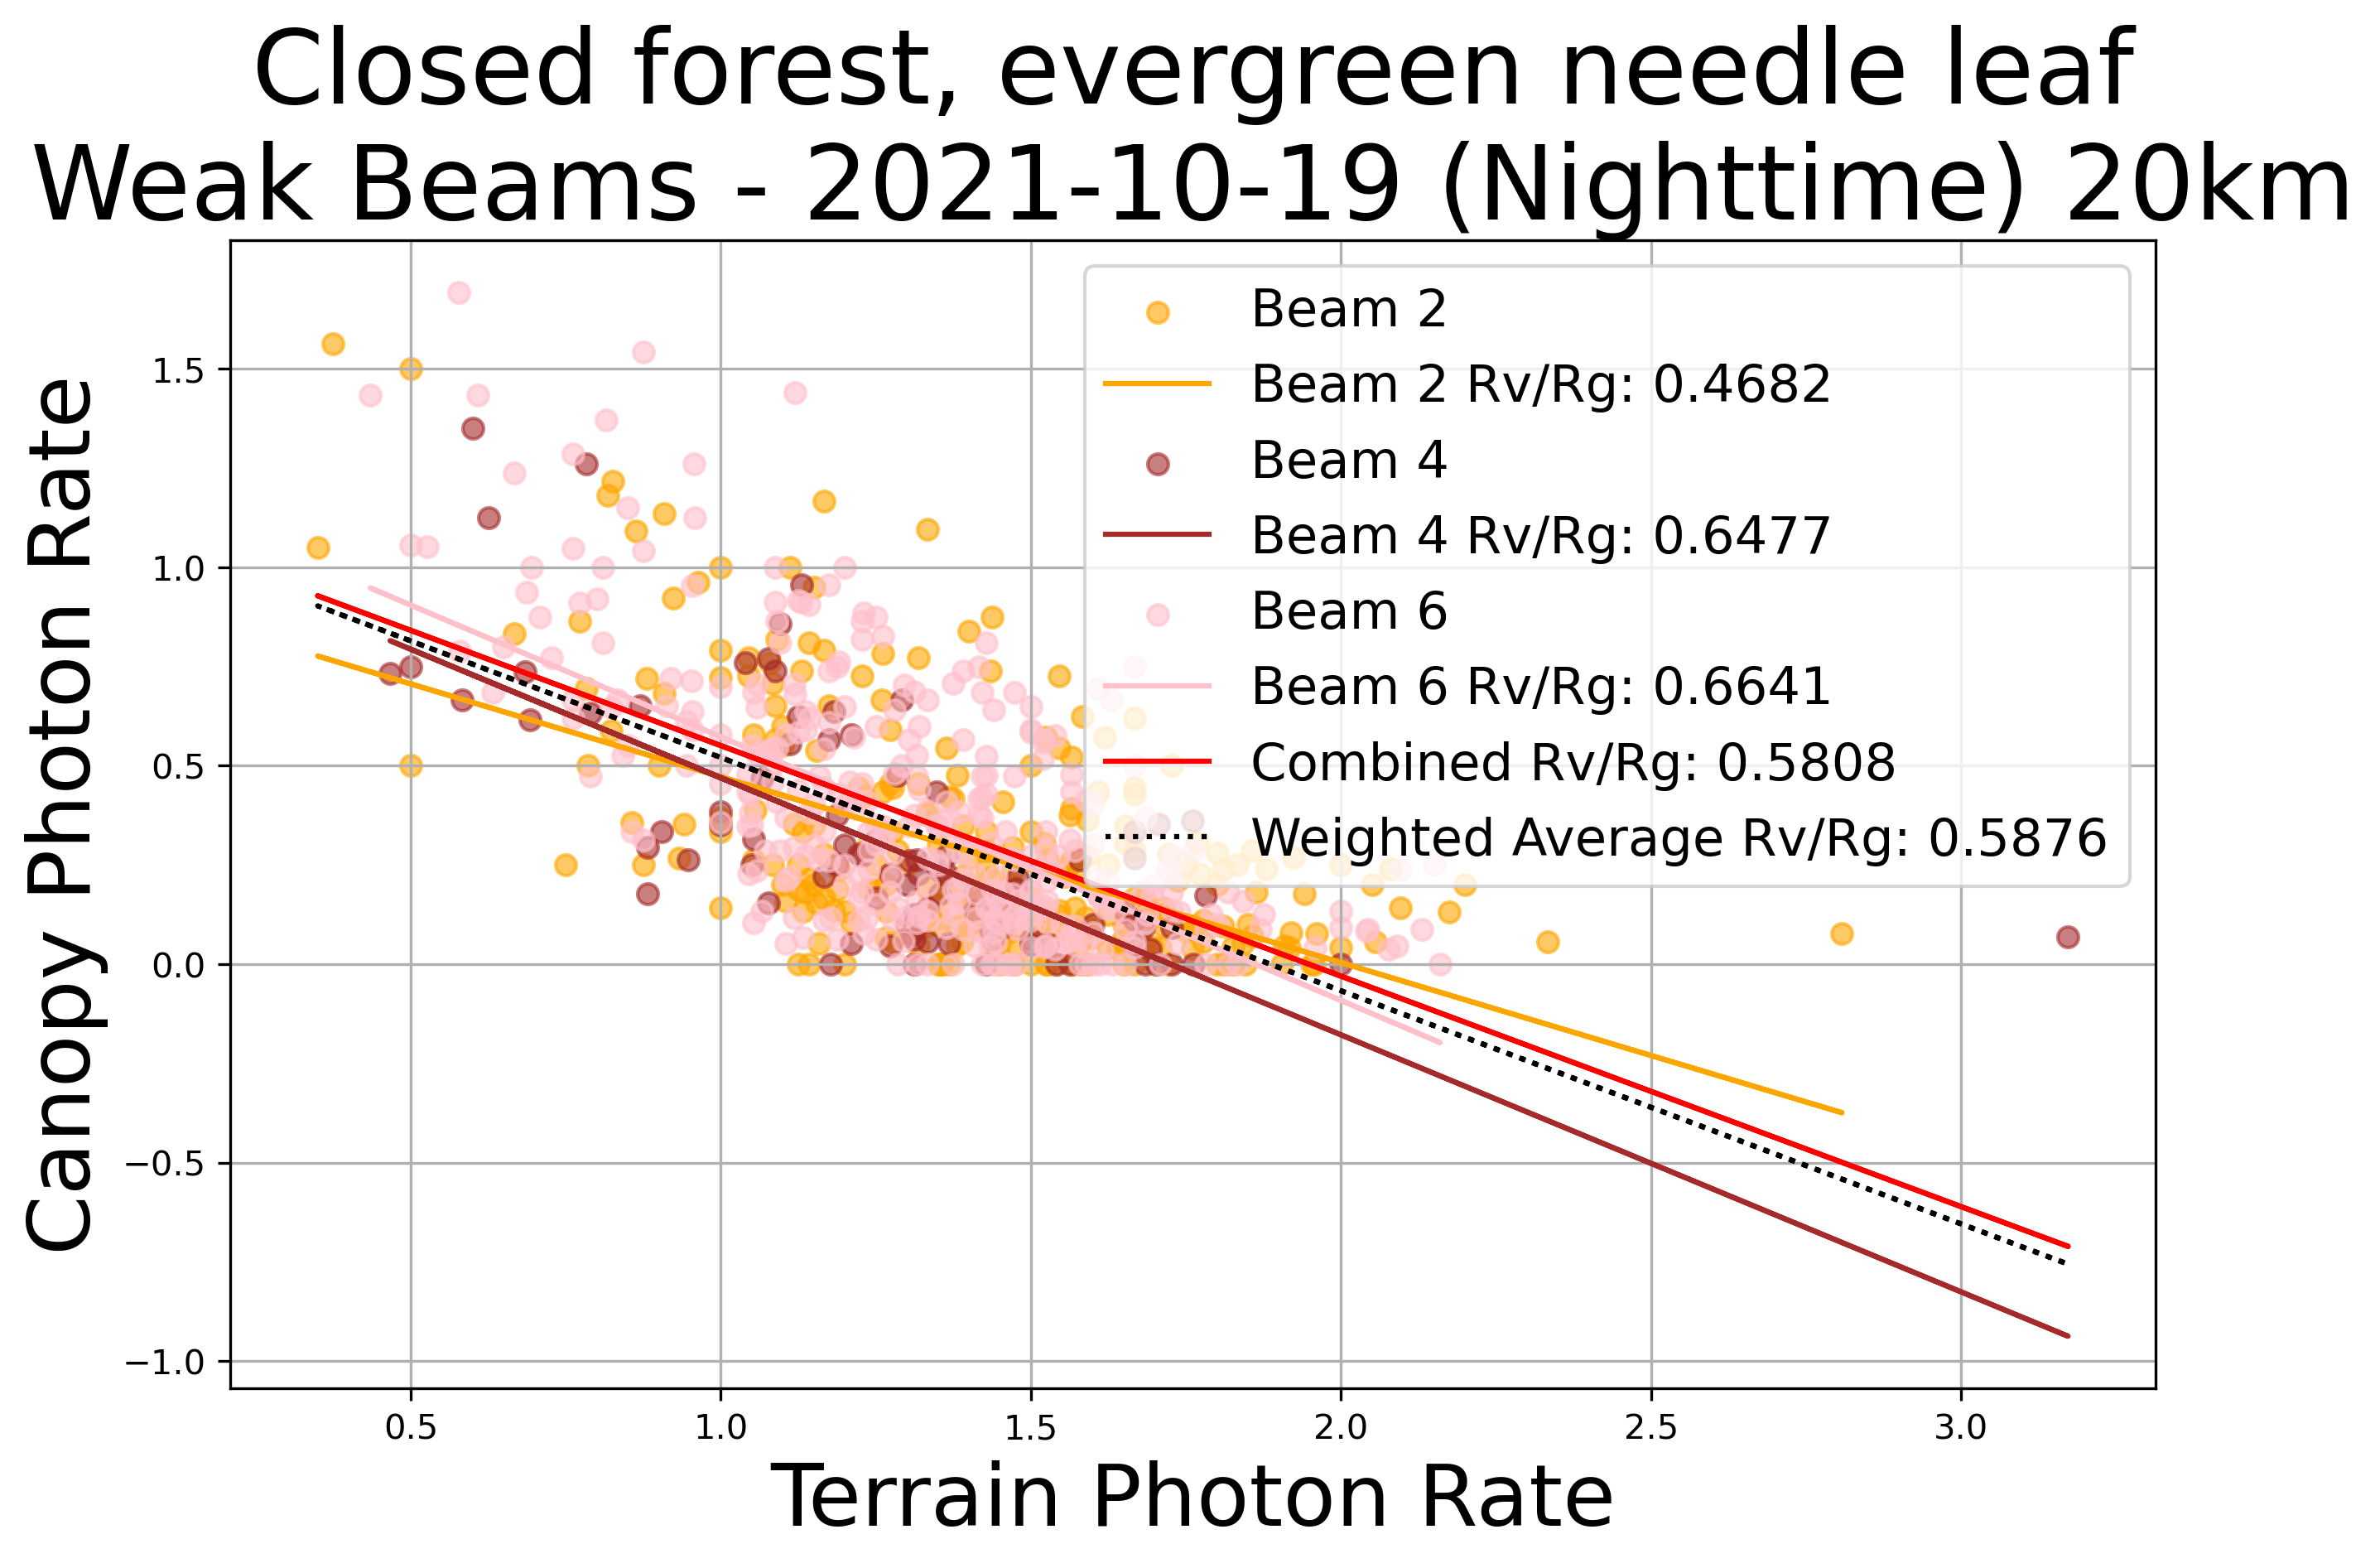 Closed forest, evergreen needle leaf
Weak Beams - 2021-10-19 (Nighttime) 20km
Beam 2
Beam 2 Rv/Rg: 0.4682
Beam 4
Beam 4 Rv/Rg: 0.6477
Beam 6
Beam 6 Rv/Rg: 0.6641
Combined Rv/Rg: 0.5808
Weighted Average Rv/Rg: 0.5876
Canopy Photon Rate
1.5
1.0
0.5
0.0
−0.5
−1.0
0.5
1.0
1.5
2.0
2.5
3.0
Terrain Photon Rate